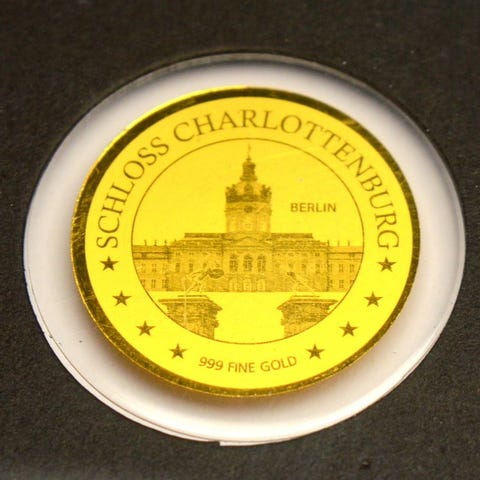 SCHLOSS CHARLOTTENBURG
BERLIN
999 FINE GOLD